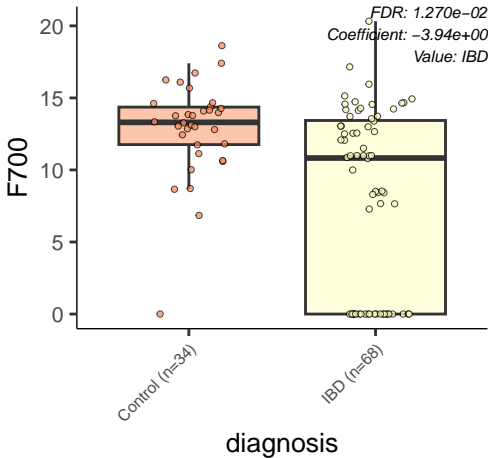 FDR: 1.270e−02
Coefficient: −3.94e+00
Value: IBD
20
15
10
5
0
F700
Control (n=34)
IBD (n=68)
diagnosis